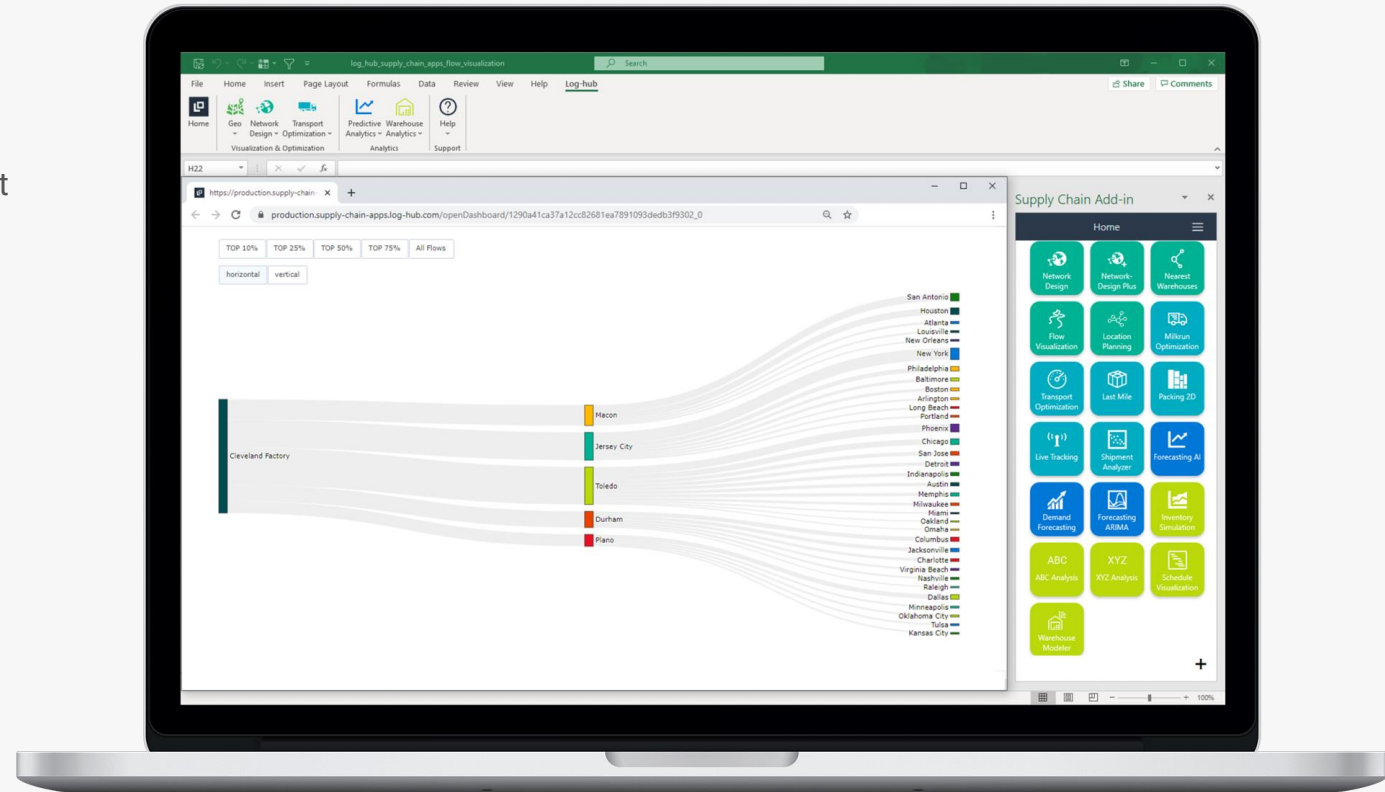 t
log_hub_supply_chain_apps_flow_visualization
Search
File Home Insert Page Layout Formulas Data Review View Help Log-hub
Share Comments
Home
Geo Network Design Transport Optimization
Predictive Analytics Warehouse Analytics
Help
Visualization & Optimization Analytics Support
H22 fx
https://production.supply-chain-
production.supply-chain-apps.log-hub.com/openDashboard/1290a41ca37a12cc82681ea7891093dedb3f9302_0
TOP 10% TOP 25% TOP 50% TOP 75% All Flows
horizontal vertical
Cleveland Factory
Macon
Jersey City
Toledo
Durham
Plano
San Antonio
Houston
Atlanta
Louisville
New Orleans
New York
Philadelphia
Baltimore
Boston
Arlington
Long Beach
Portland
Phoenix
Chicago
San Jose
Detroit
Indianapolis
Austin
Memphis
Milwaukee
Miami
Oakland
Omaha
Columbus
Jacksonville
Charlotte
Virginia Beach
Nashville
Raleigh
Dallas
Minneapolis
Oklahoma City
Tulsa
Kansas City
Supply Chain Add-in
Home
Network
Design
Network-
Design Plus
Nearest
Warehouses
Flow
Visualization
Location
Planning
Milkrun
Optimization
Transport
Optimization
Last Mile
Packing 2D
Live Tracking
Shipment
Analyzer
Forecasting AI
Demand
Forecasting
Forecasting
ARIMA
Inventory
Simulation
ABC
ABC Analysis
XYZ
XYZ Analysis
Schedule
Visualization
Warehouse
Modeler
100%